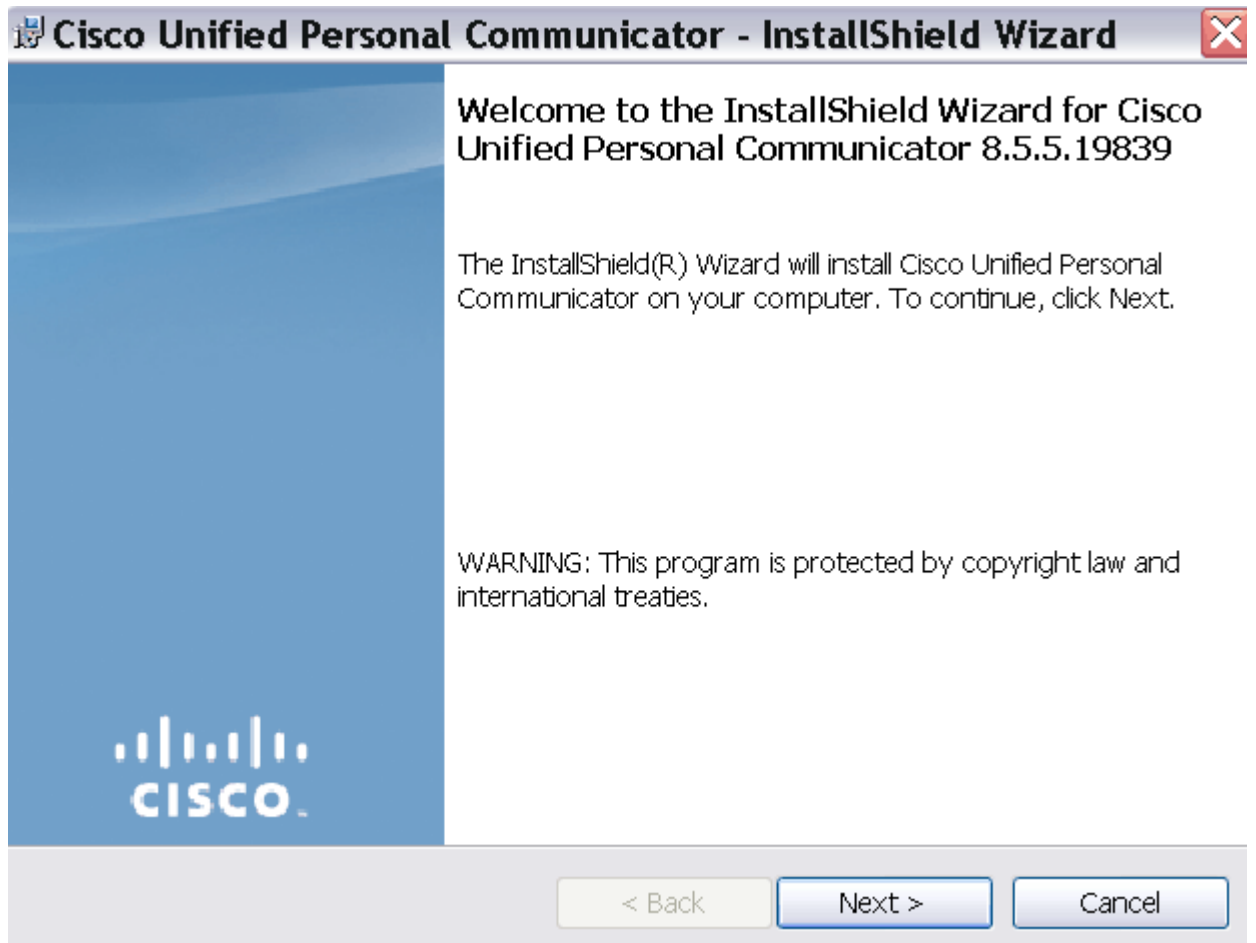 Cisco Unified Personal Communicator - InstallShield Wizard
Welcome to the InstallShield Wizard for Cisco
Unified Personal Communicator 8.5.5.19839
The InstallShield(R) Wizard will install Cisco Unified Personal
Communicator on your computer. To continue, click Next.
WARNING: This program is protected by copyright law and
international treaties.
CISCO.
< Back
Next >
Cancel